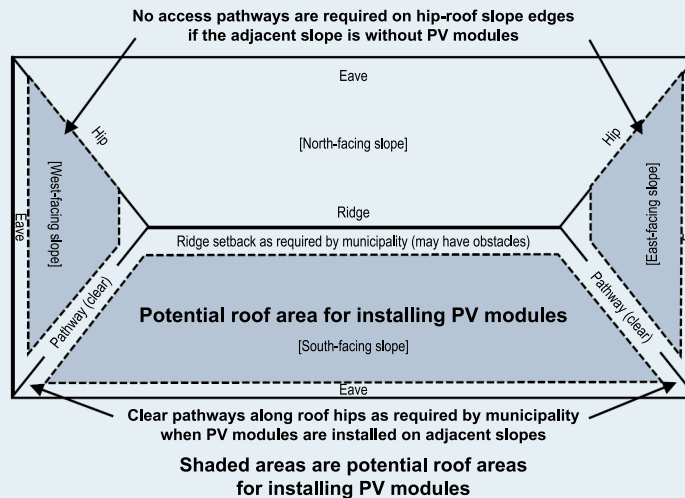 No access pathways are required on hip-roof slope edges
if the adjacent slope is without PV modules
Eave
Hip
Hip
[North-facing slope]
[West-facing slope]
[East-facing slope]
Eave
Ridge
Ridge setback as required by municipality (may have obstacles)
Pathway (clear)
Pathway (clear)
Potential roof area for installing PV modules
[South-facing slope]
Eave
Clear pathways along roof hips as required by municipality
when PV modules are installed on adjacent slopes
Shaded areas are potential roof areas
for installing PV modules